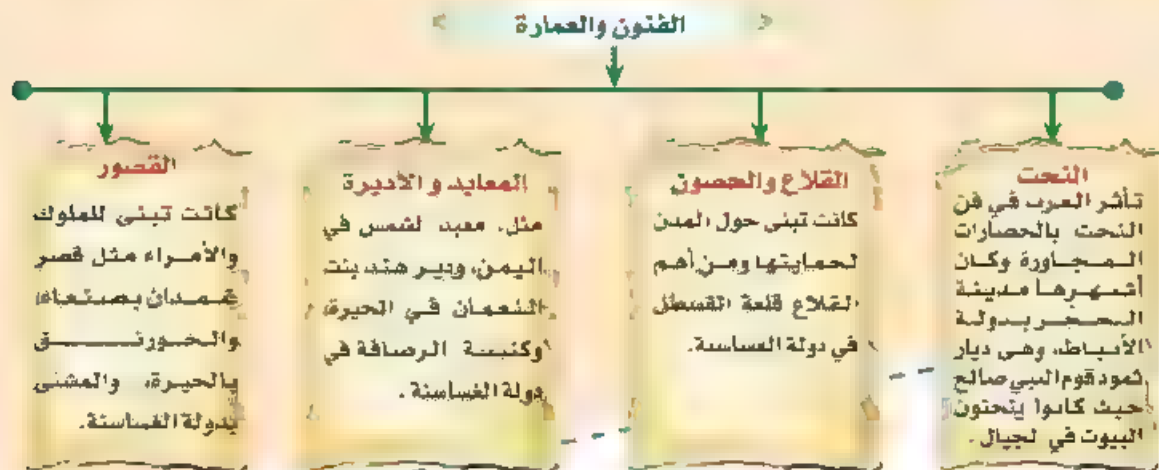 الفنون والعمارة
النحت
تأثر العرب في فن
النحت بالحضارات
المجاورة وكان
أشهرها مدينة
الحجر بدولة
الأنباط، وهي ديار
ثمود قوم النبي صالح
حيث كانوا ينحتون
البيوت في لجبال.
القلاع والحصون
كانت تبنى حول المدن
لحمايتها ومن أهم
القلاع قلعة القسطل
في دولة الغساسنة.
المعابد والأديرة
مثل، معبد لشمس في
اليمن، ودير هند بنت
النعمان في الحيرة،
وكنيسة الرصافة في
دولة الغساسنة.
القصور
كانت تبنى للملوك
والأمراء مثل قصر
غمدان بصنعاء،
والخورنق
بالحيرة، والمشتى
بدولة الغساسنة.